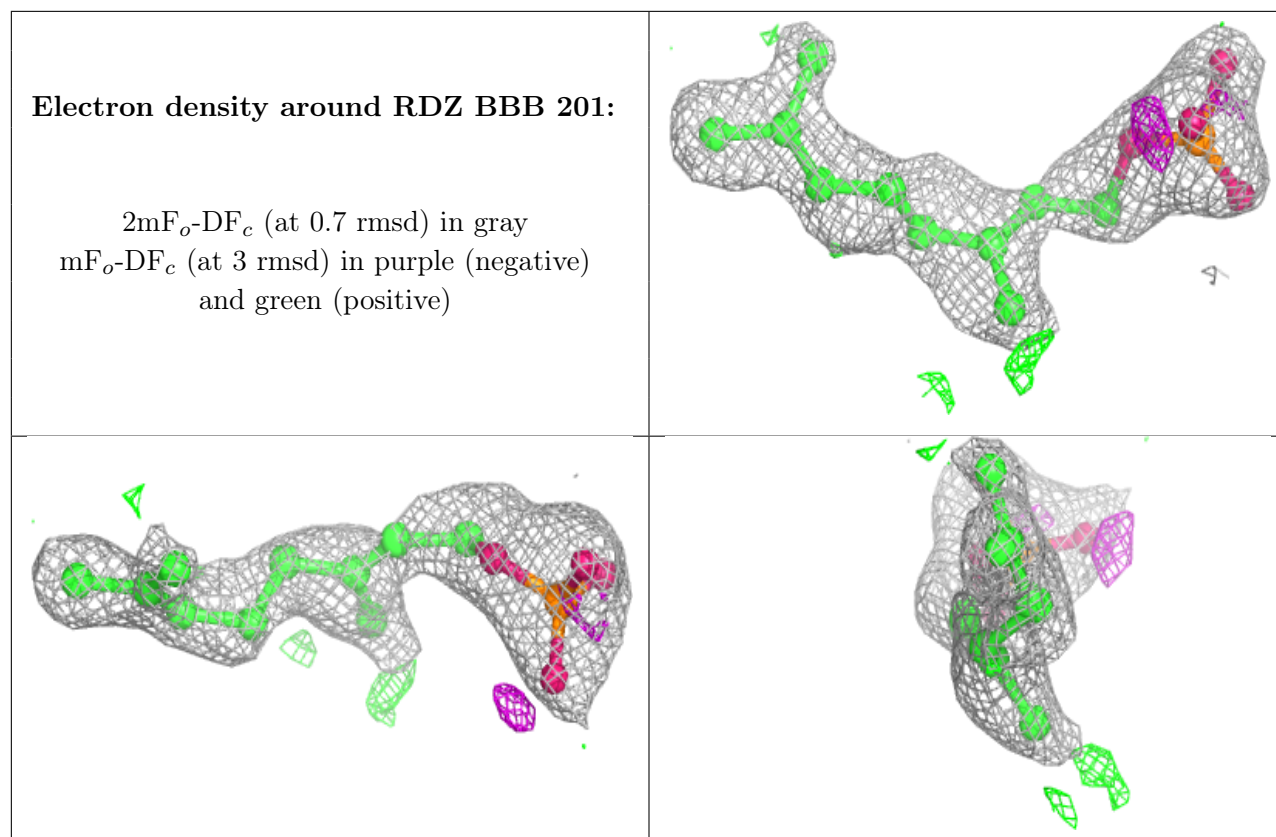 Electron density around RDZ BBB 201:
2mFo-DFc (at 0.7 rmsd) in gray
mFo-DFc (at 3 rmsd) in purple (negative)
and green (positive)